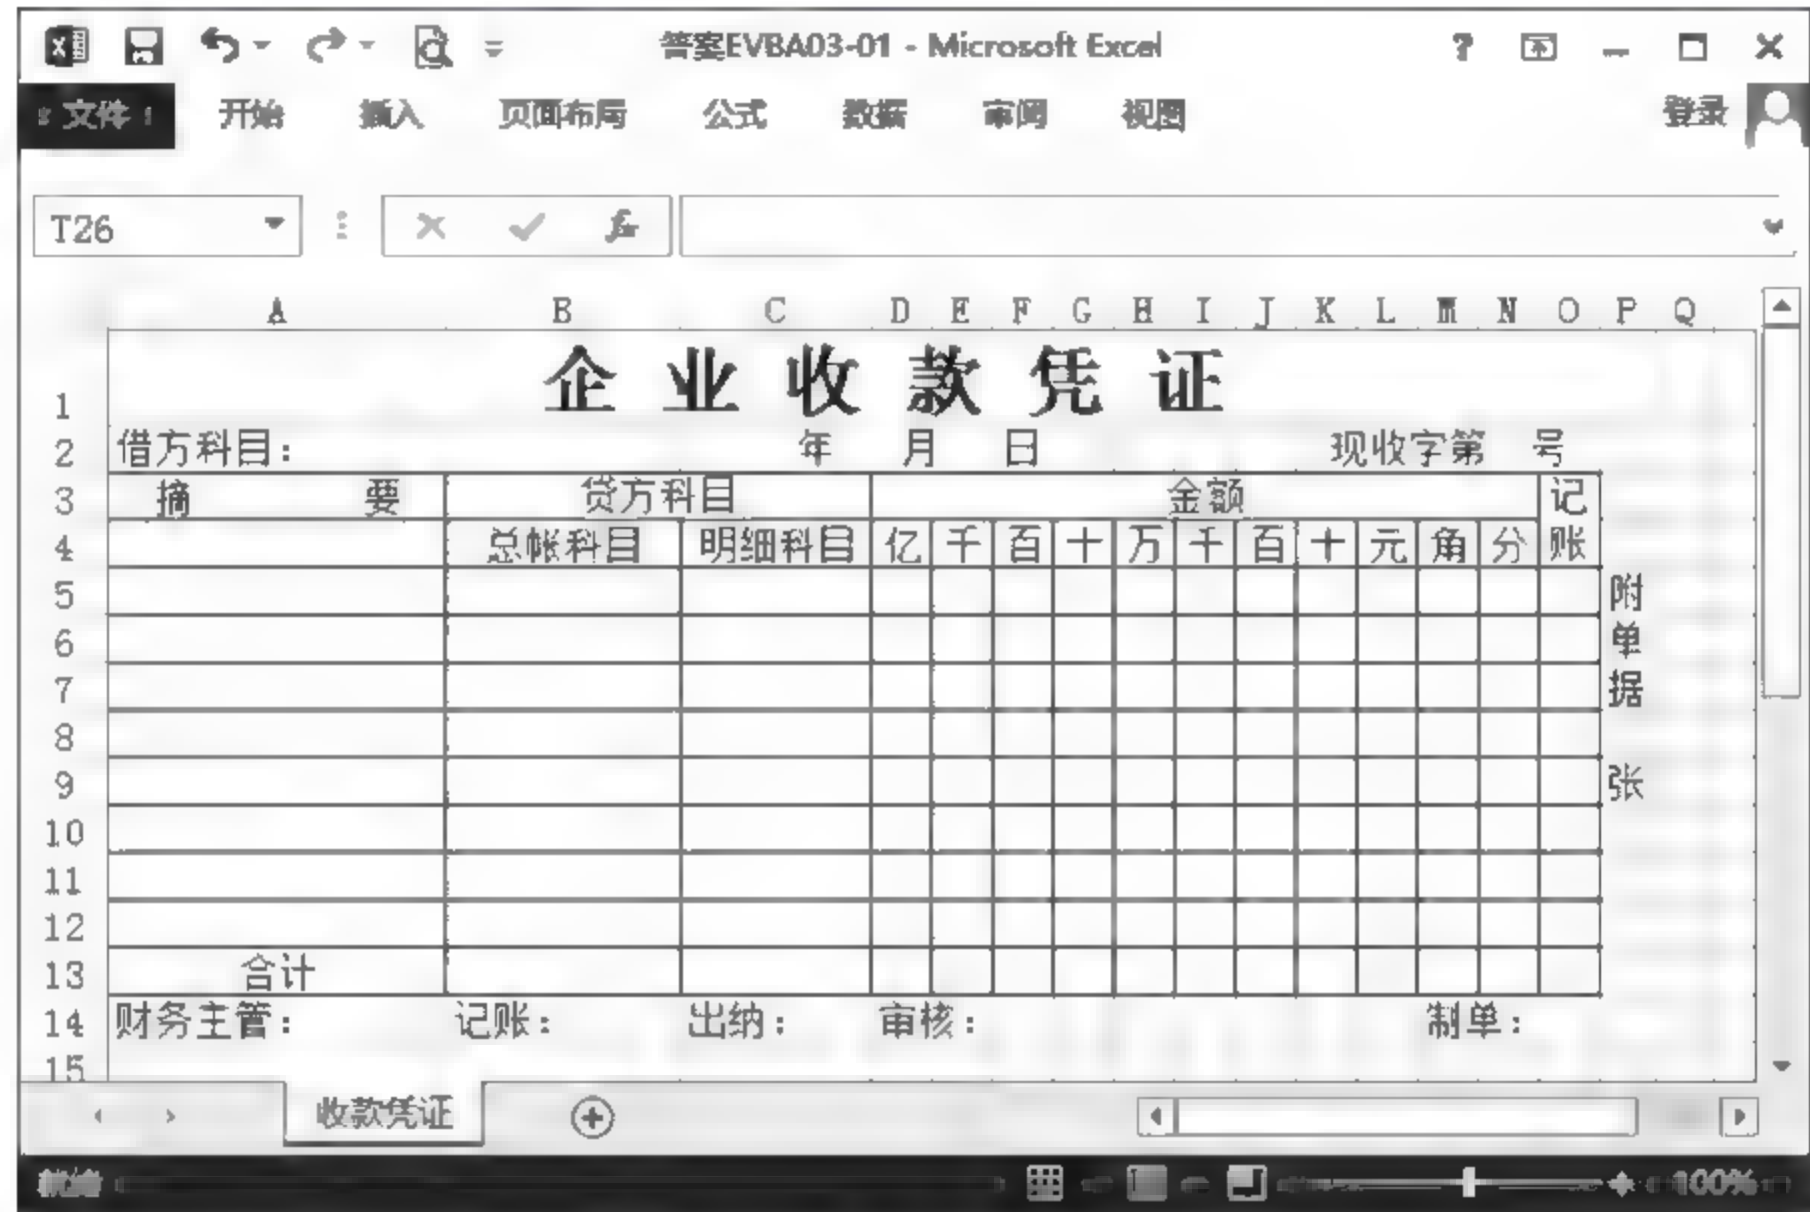 答案EVBA03-01 - Microsoft Excel
文件 开始 插入 页面布局 公式 数据 审阅 视图 登录
T26
A B C D E F G H I J K L M N O P Q
1 企 业 收 款 凭 证
2 借方科目： 年 月 日 现收字第 号
3 摘 要 贷方科目 金额 记
4 总帐科目 明细科目 亿 千 百 十 万 千 百 十 元 角 分 账
5 附
6 单
7 据
8
9 张
10
11
12
13 合计
14 财务主管： 记账： 出纳： 审核： 制单：
15
收款凭证
就绪 100%